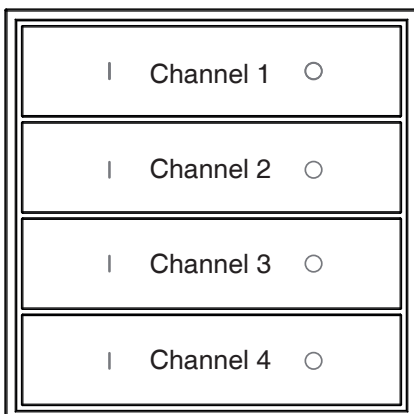 | Channel 1 ○
| Channel 2 ○
| Channel 3 ○
| Channel 4 ○